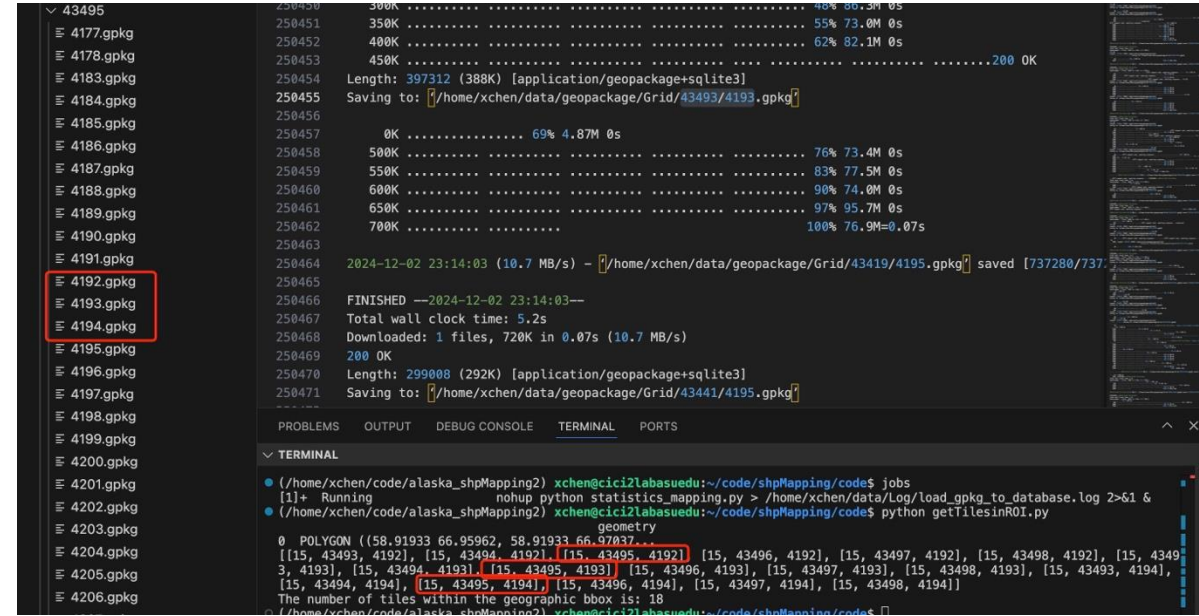 43495
4177.gpkg
4178.gpkg
4183.gpkg
4184.gpkg
4185.gpkg
4186.gpkg
4187.gpkg
4188.gpkg
4189.gpkg
4190.gpkg
4191.gpkg
4192.gpkg
4193.gpkg
4194.gpkg
4195.gpkg
4196.gpkg
4197.gpkg
4198.gpkg
4199.gpkg
4200.gpkg
4201.gpkg
4202.gpkg
4203.gpkg
4204.gpkg
4205.gpkg
4206.gpkg
250450 300K .......... .......... .......... .......... .......... 48% 86.3M 0s
250451 350K .......... .......... .......... .......... .......... 55% 73.0M 0s
250452 400K .......... .......... .......... .......... .......... 62% 82.1M 0s
250453 450K .......... .......... .......... .... .......... .......... ........200 OK
250454 Length: 397312 (388K) [application/geopackage+sqlite3]
250455 Saving to: ‘/home/xchen/data/geopackage/Grid/43493/4193.gpkg’
250456
250457 0K ................ 69% 4.87M 0s
250458 500K .......... .......... .......... .......... .......... 76% 73.4M 0s
250459 550K .......... .......... .......... .......... .......... 83% 77.5M 0s
250460 600K .......... .......... .......... .......... .......... 90% 74.0M 0s
250461 650K .......... .......... .......... .......... .......... 97% 95.7M 0s
250462 700K .......... .......... 100% 76.9M=0.07s
250463
250464 2024-12-02 23:14:03 (10.7 MB/s) - ‘/home/xchen/data/geopackage/Grid/43419/4195.gpkg’ saved [737280/737
250465
250466 FINISHED --2024-12-02 23:14:03--
250467 Total wall clock time: 5.2s
250468 Downloaded: 1 files, 720K in 0.07s (10.7 MB/s)
250469 200 OK
250470 Length: 299008 (292K) [application/geopackage+sqlite3]
250471 Saving to: ‘/home/xchen/data/geopackage/Grid/43441/4195.gpkg’
PROBLEMS OUTPUT DEBUG CONSOLE TERMINAL PORTS
TERMINAL
(/home/xchen/code/alaska_shpMapping2) xchen@cici2labasuedu:~/code/shpMapping/code$ jobs
[1]+ Running nohup python statistics_mapping.py > /home/xchen/data/Log/load_gpkg_to_database.log 2>&1 &
(/home/xchen/code/alaska_shpMapping2) xchen@cici2labasuedu:~/code/shpMapping/code$ python getTilesinROI.py
geometry
0 POLYGON ((58.91933 66.95962, 58.91933 66.97037...
[[15, 43493, 4192], [15, 43494, 4192], [15, 43495, 4192], [15, 43496, 4192], [15, 43497, 4192], [15, 43498, 4192], [15, 4349
3, 4193], [15, 43494, 4193], [15, 43495, 4193], [15, 43496, 4193], [15, 43497, 4193], [15, 43498, 4193], [15, 43493, 4194],
[15, 43494, 4194], [15, 43495, 4194], [15, 43496, 4194], [15, 43497, 4194], [15, 43498, 4194]]
The number of tiles within the geographic bbox is: 18
(/home/xchen/code/alaska_shpMapping2) xchen@cici2labasuedu:~/code/shpMapping/code$